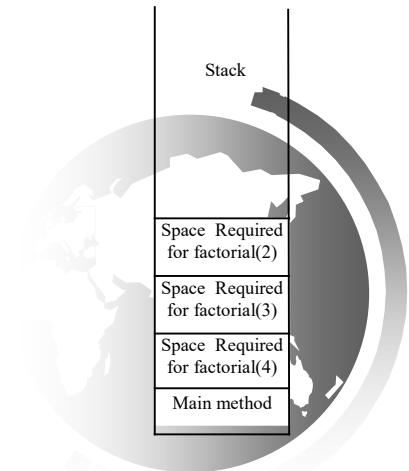 Stack
Space Required
for factorial(2)
Space Required
for factorial(3)
Space Required
for factorial(4)
Main method